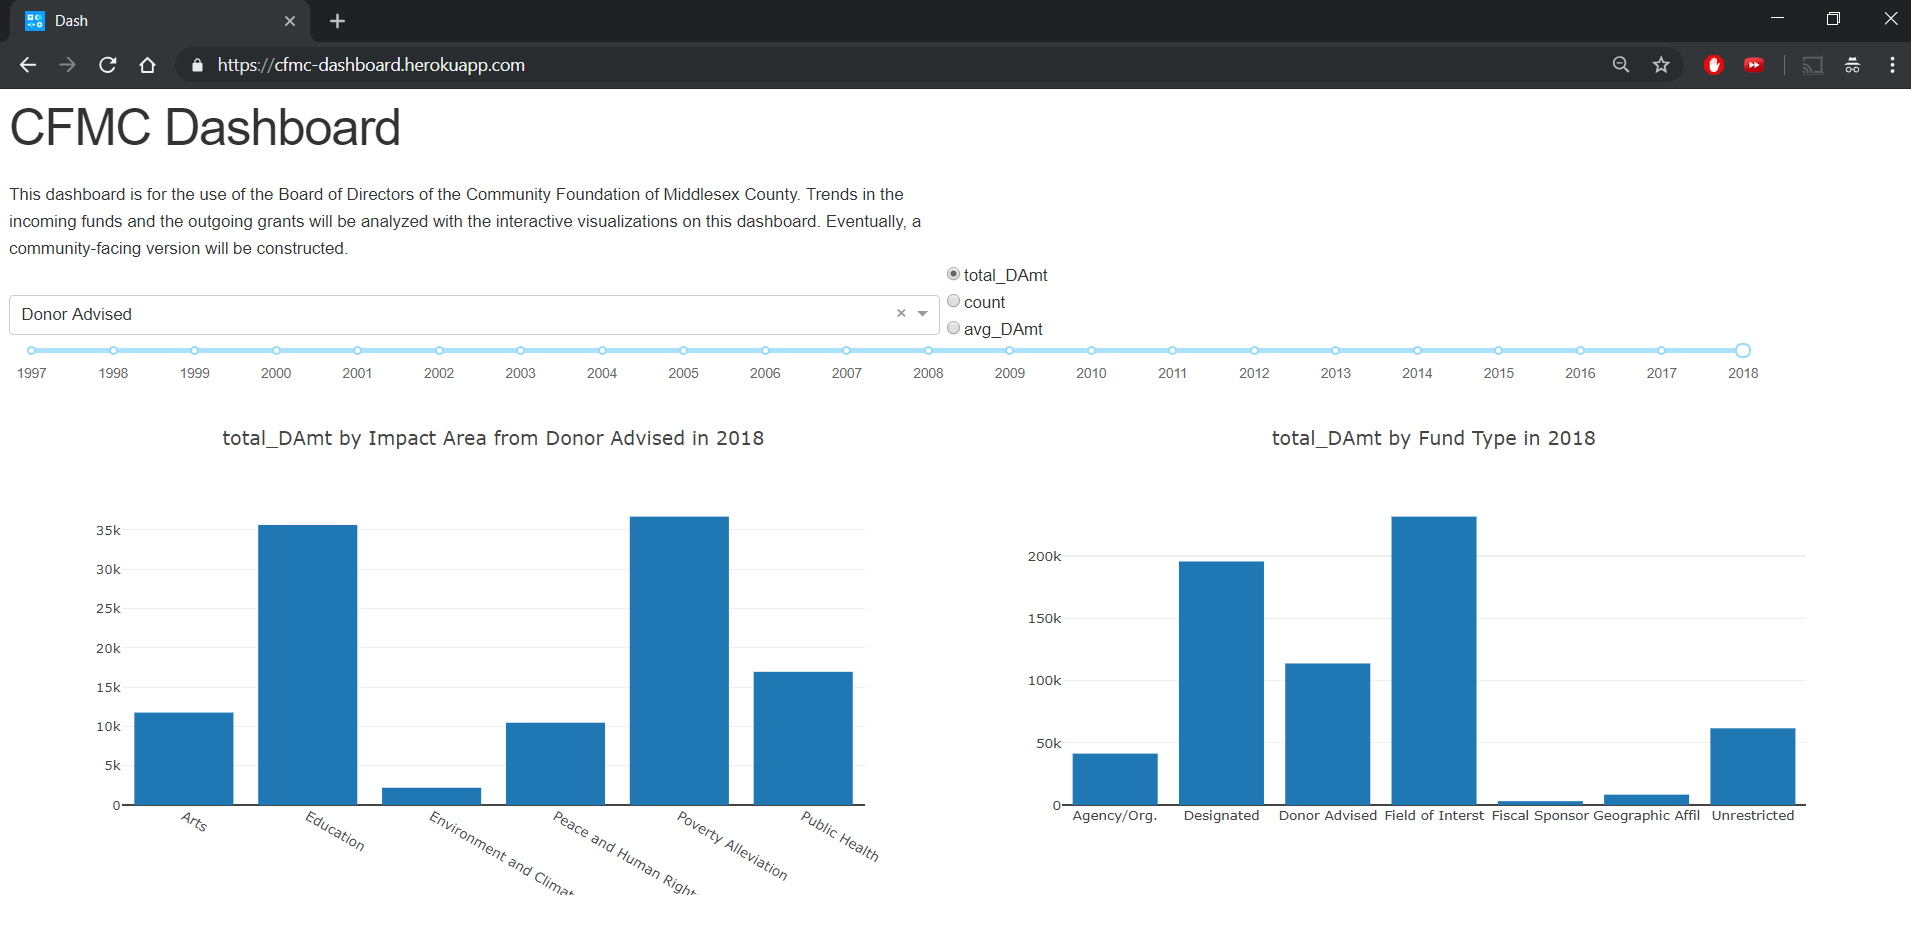 Dash
https://cfmc-dashboard.herokuapp.com
CFMC Dashboard
This dashboard is for the use of the Board of Directors of the Community Foundation of Middlesex County. Trends in the
incoming funds and the outgoing grants will be analyzed with the interactive visualizations on this dashboard. Eventually, a
community-facing version will be constructed.
total_DAmt
count
avg_DAmt
Donor Advised
1997 1998 1999 2000 2001 2002 2003 2004 2005 2006 2007 2008 2009 2010 2011 2012 2013 2014 2015 2016 2017 2018
total_DAmt by Impact Area from Donor Advised in 2018
35k
30k
25k
20k
15k
10k
5k
0
Arts
Education
Environment and Climat
Peace and Human Right
Poverty Alleviation
Public Health
total_DAmt by Fund Type in 2018
200k
150k
100k
50k
0
Agency/Org. Designated Donor Advised Field of Interst Fiscal Sponsor Geographic Affil Unrestricted